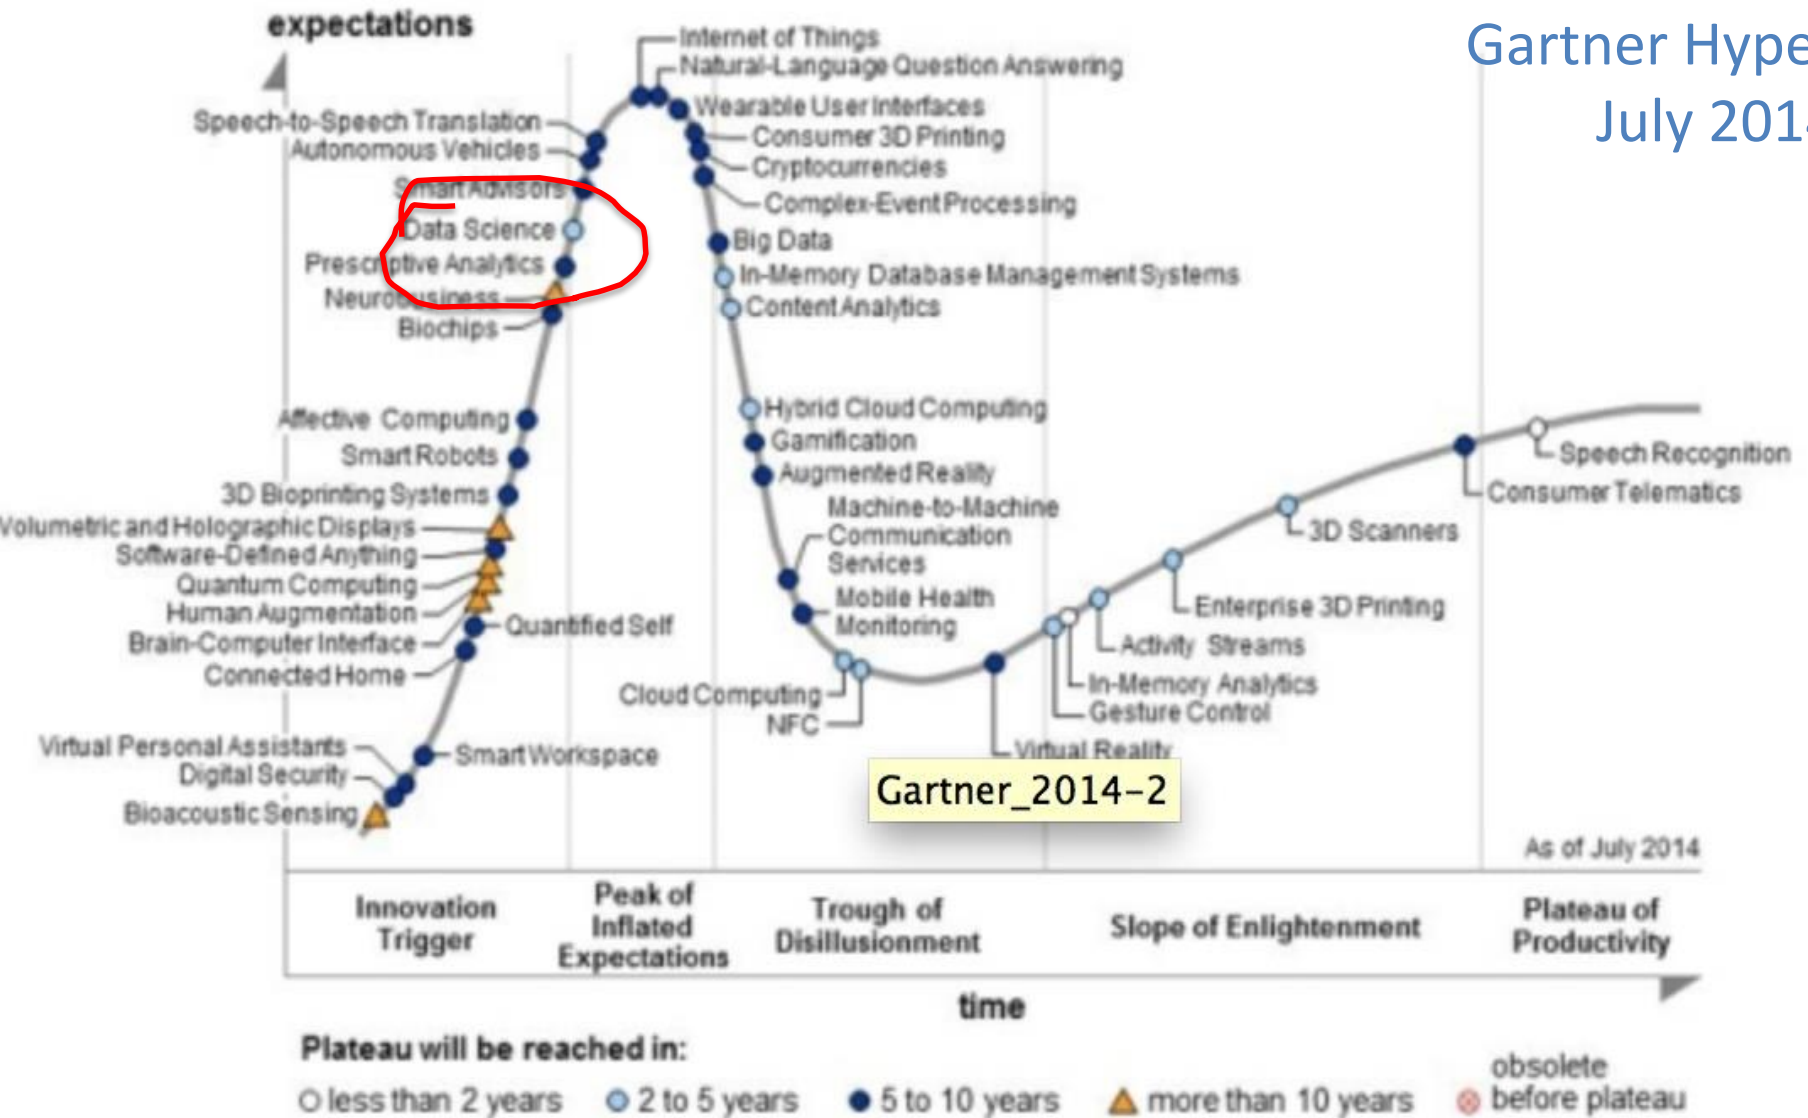 expectations
Gartner Hype
July 201
Internet of Things
Natural-Language Question Answering
Wearable User Interfaces
Speech-to-Speech Translation
Consumer 3D Printing
Autonomous Vehicles
Cryptocurrencies
Smart Advisors
Complex-Event Processing
Data Science
Big Data
Prescriptive Analytics
In-Memory Database Management Systems
Neurobusiness
Content Analytics
Biochips
Hybrid Cloud Computing
Affective Computing
Gamification
Smart Robots
Augmented Reality
3D Bioprinting Systems
Machine-to-Machine
Communication
Services
Volumetric and Holographic Displays
Software-Defined Anything
Quantum Computing
Human Augmentation
Brain-Computer Interface
Connected Home
Quantified Self
Mobile Health
Monitoring
Speech Recognition
Consumer Telematics
3D Scanners
Enterprise 3D Printing
Activity Streams
In-Memory Analytics
Gesture Control
Virtual Reality
Cloud Computing
NFC
Virtual Personal Assistants
Smart Workspace
Digital Security
Bioacoustic Sensing
Gartner_2014-2
As of July 2014
Innovation
Trigger
Peak of
Inflated
Expectations
Trough of
Disillusionment
Slope of Enlightenment
Plateau of
Productivity
time
Plateau will be reached in:
less than 2 years
2 to 5 years
5 to 10 years
more than 10 years
obsolete
before plateau